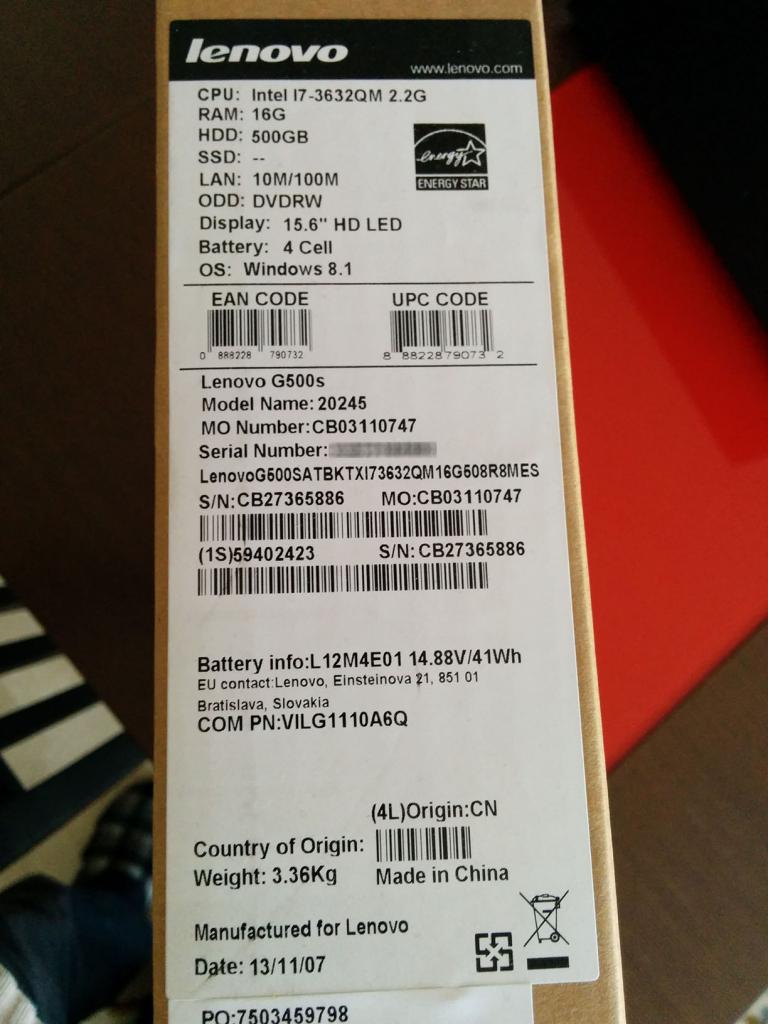 lenovo
www.lenovo.com
CPU: Intel I7-3632QM 2.2G
RAM: 16G
HDD: 500GB
SSD: --
LAN: 10M/100M
ODD: DVDRW
Display: 15.6" HD LED
Battery: 4 Cell
OS: Windows 8.1
energy
ENERGY STAR
EAN CODE UPC CODE
0 888228 790732 8 88228 79073 2
Lenovo G500s
Model Name: 20245
MO Number:CB03110747
Serial Number:
LenovoG500SATBKTXI73632QM16G508R8MES
S/N:CB27365886 MO:CB03110747
(1S)59402423 S/N:CB27365886
Battery info:L12M4E01 14.88V/41Wh
EU contact:Lenovo, Einsteinova 21, 851 01
Bratislava, Slovakia
COM PN:VILG1110A6Q
(4L)Origin:CN
Country of Origin:
Weight: 3.36Kg Made in China
Manufactured for Lenovo
Date: 13/11/07
PO:7503459798